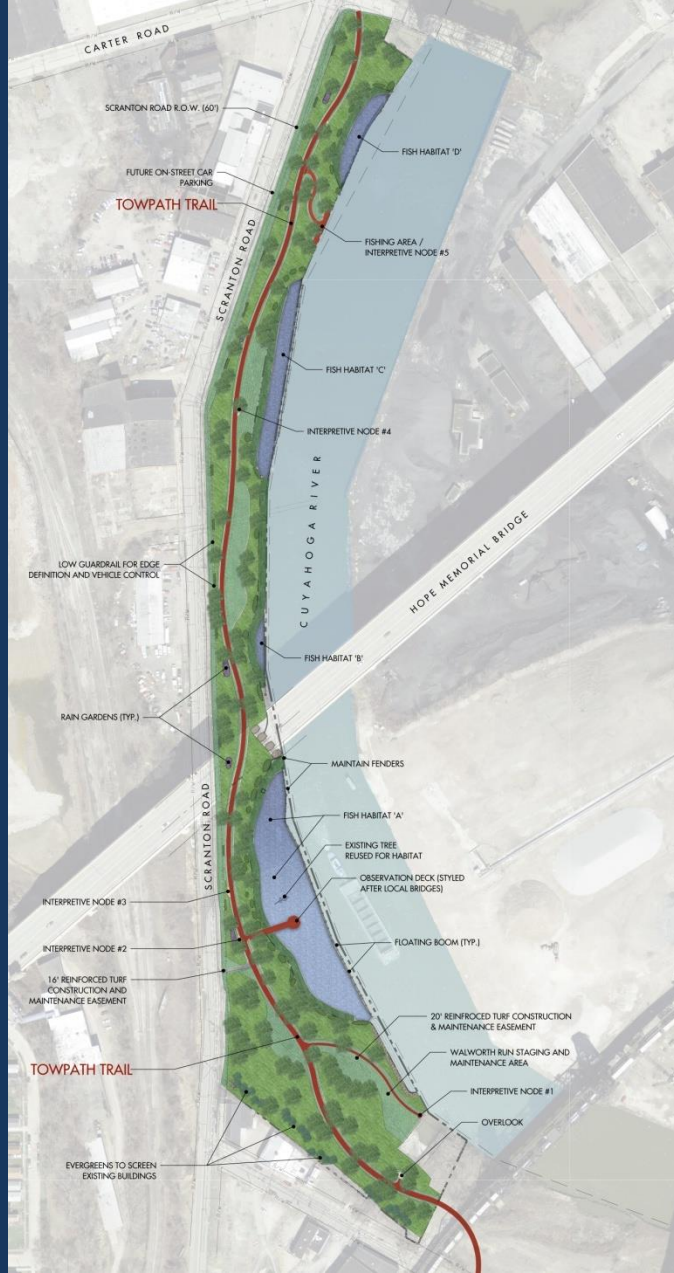 CARTER ROAD
SCRANTON ROAD R.O.W. (60')
FISH HABITAT 'D'
FUTURE ON-STREET CAR
PARKING
TOWPATH TRAIL
SCRANTON ROAD
FISHING AREA /
INTERPRETIVE NODE #5
FISH HABITAT 'C'
INTERPRETIVE NODE #4
CUYAHOGA RIVER
HOPE MEMORIAL BRIDGE
LOW GUARDRAIL FOR EDGE
DEFINITION AND VEHICLE CONTROL
FISH HABITAT 'B'
RAIN GARDENS (TYP.)
MAINTAIN FENDERS
SCRANTON ROAD
FISH HABITAT 'A'
EXISTING TREE
REUSED FOR HABITAT
OBSERVATION DECK (STYLED
AFTER LOCAL BRIDGES)
INTERPRETIVE NODE #3
INTERPRETIVE NODE #2
FLOATING BOOM (TYP.)
16' REINFORCED TURF
CONSTRUCTION AND
MAINTENANCE EASEMENT
20' REINFROCED TURF CONSTRUCTION
& MAINTENANCE EASEMENT
WALWORTH RUN STAGING AND
MAINTENANCE AREA
TOWPATH TRAIL
INTERPRETIVE NODE #1
OVERLOOK
EVERGREENS TO SCREEN
EXISTING BUILDINGS